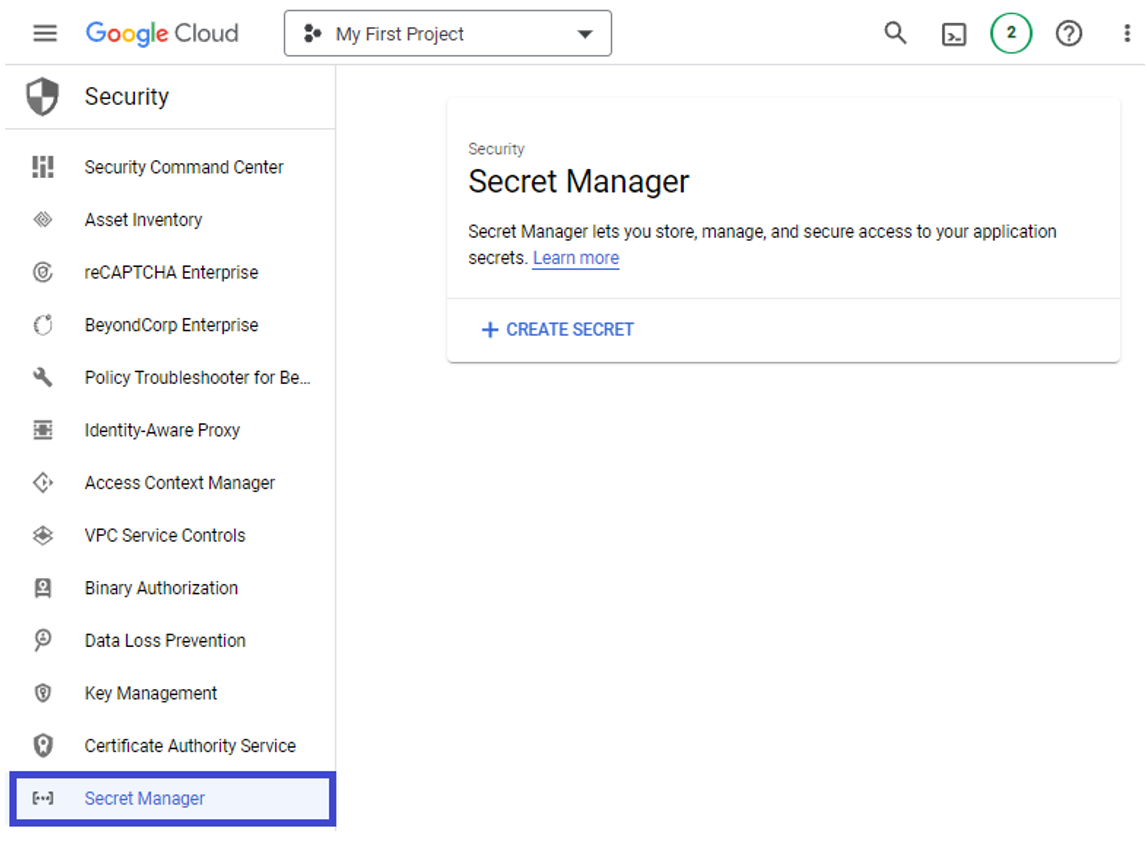 Google Cloud
My First Project
2
Security
Security Command Center
Asset Inventory
reCAPTCHA Enterprise
BeyondCorp Enterprise
Policy Troubleshooter for Be...
Identity-Aware Proxy
Access Context Manager
VPC Service Controls
Binary Authorization
Data Loss Prevention
Key Management
Certificate Authority Service
Secret Manager
Security
Secret Manager
Secret Manager lets you store, manage, and secure access to your application
secrets. Learn more
+ CREATE SECRET